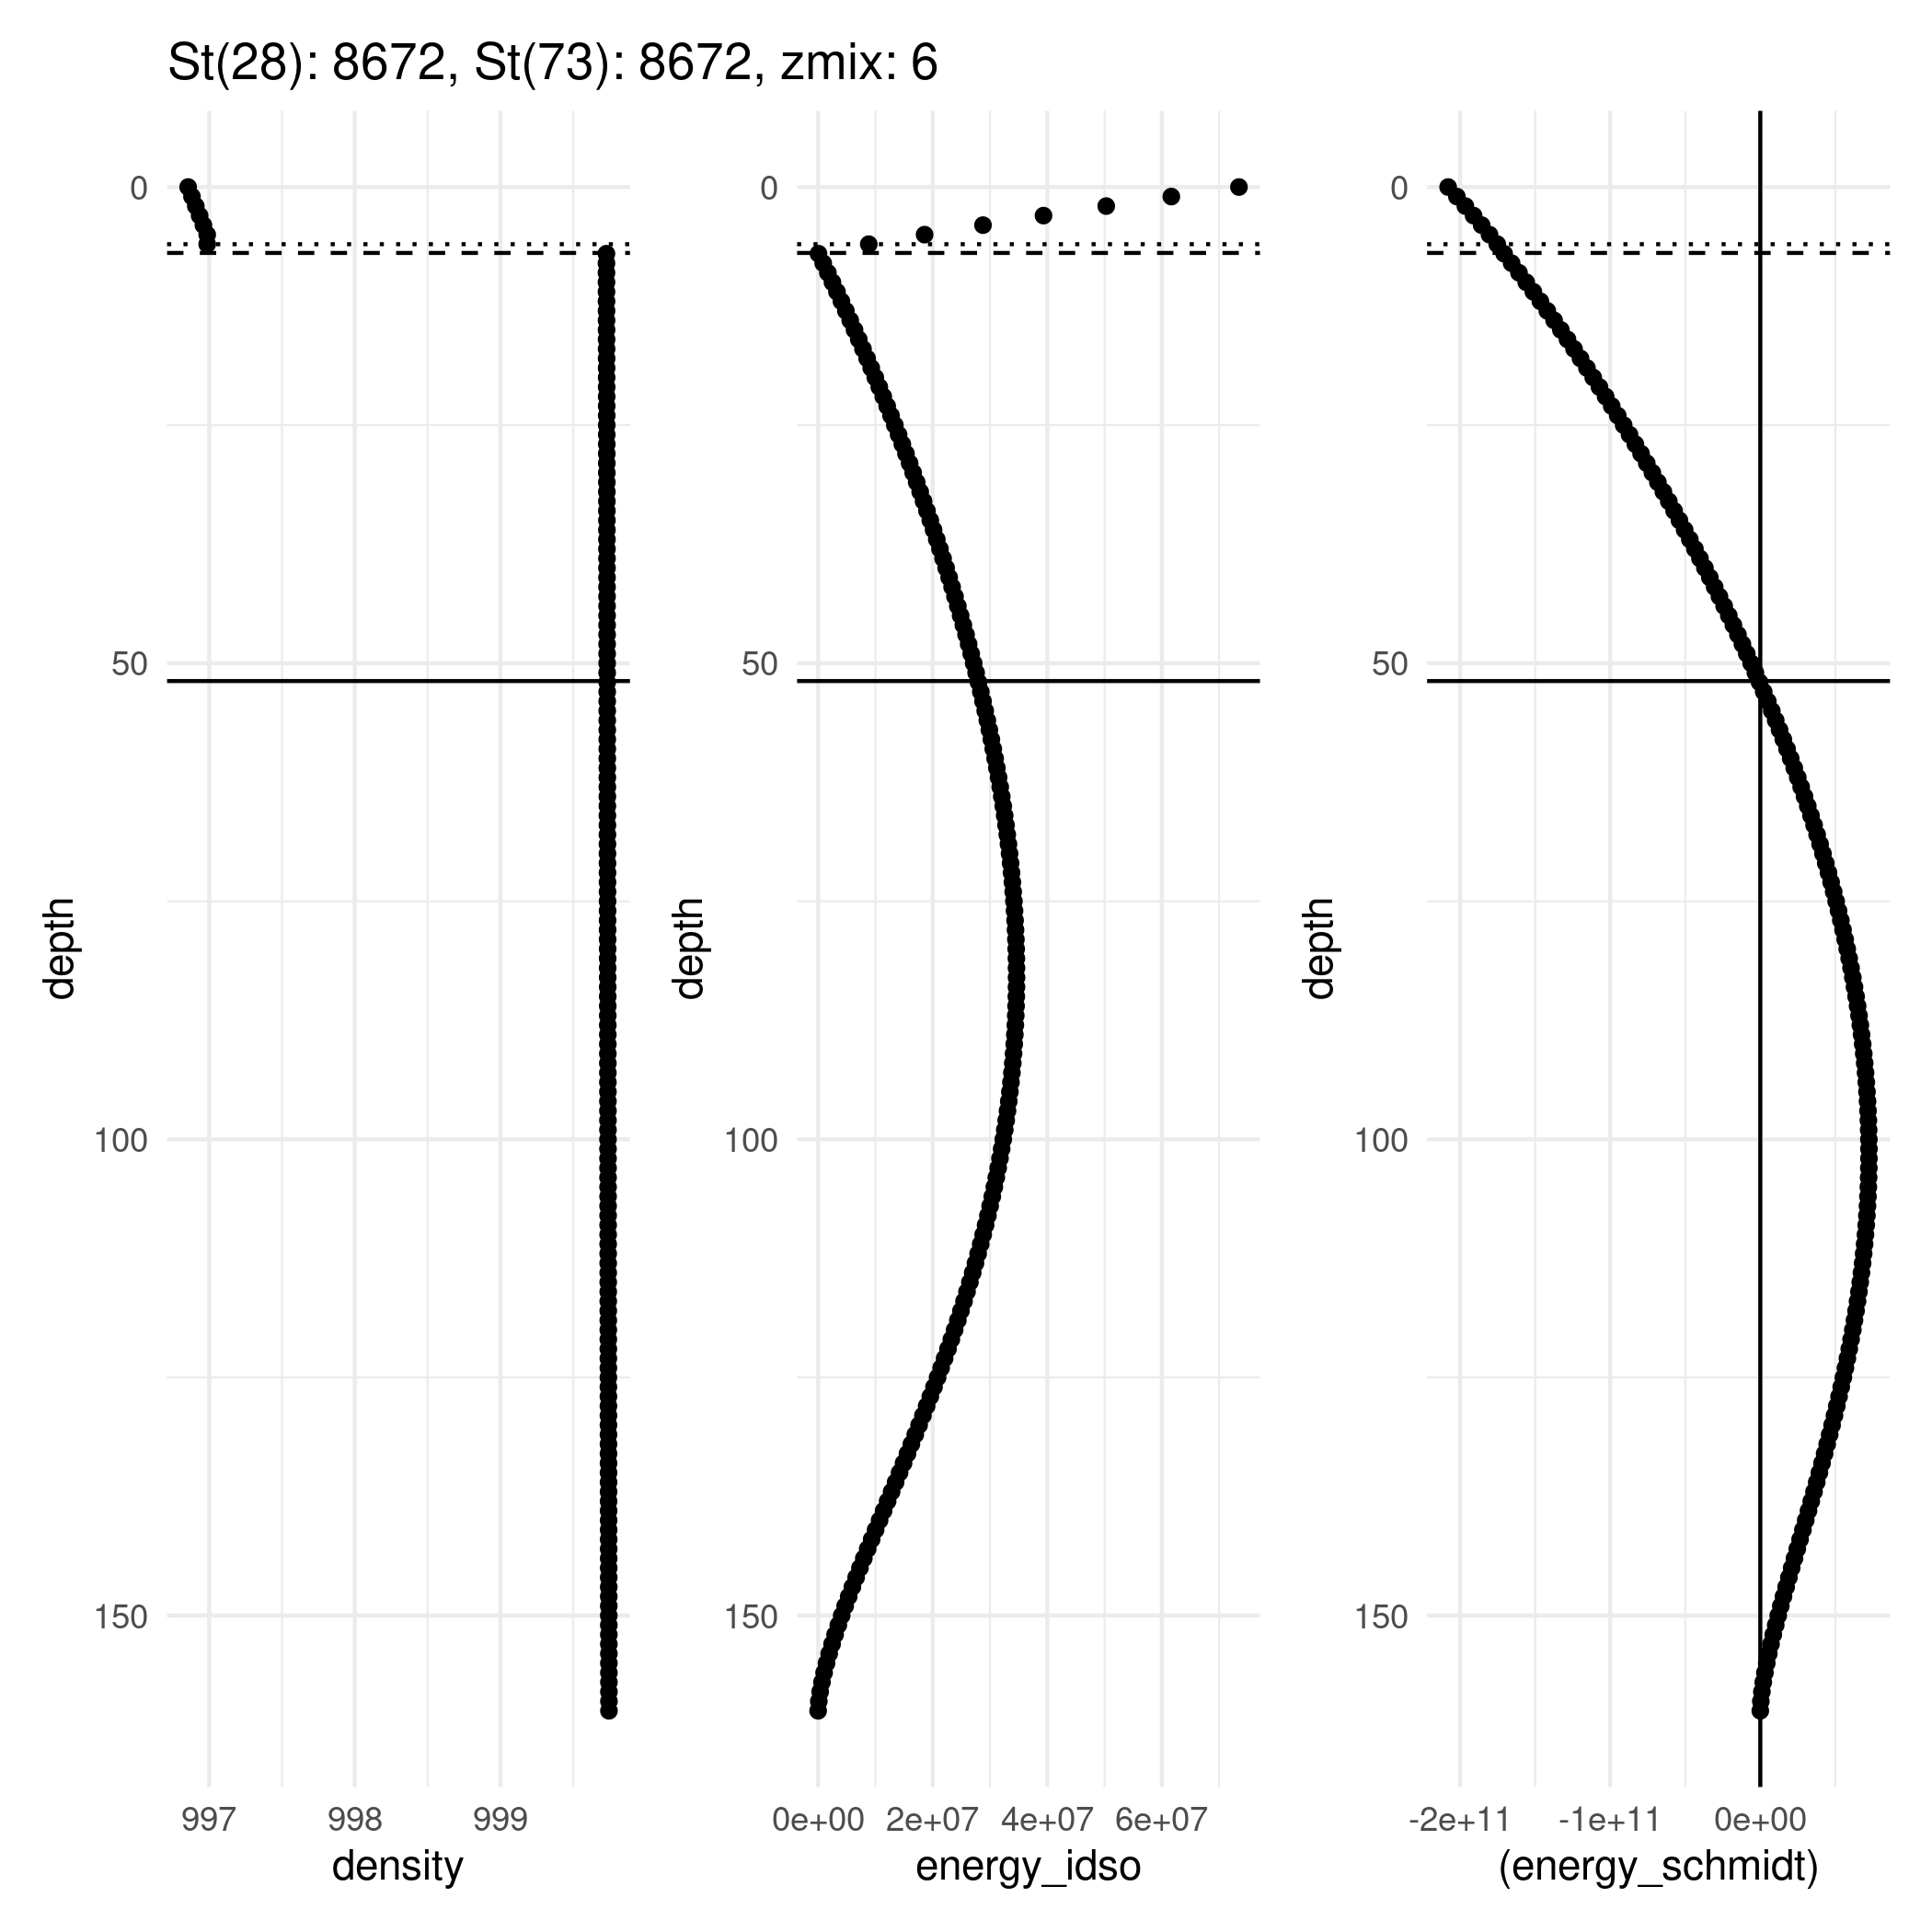 St(28): 8672, St(73): 8672, zmix: 6
0
50
100
150
depth
997
998
999
density
0
50
100
150
depth
0e+00
2e+07
4e+07
6e+07
energy_idso
0
50
100
150
depth
-2e+11
-1e+11
0e+00
(energy_schmidt)